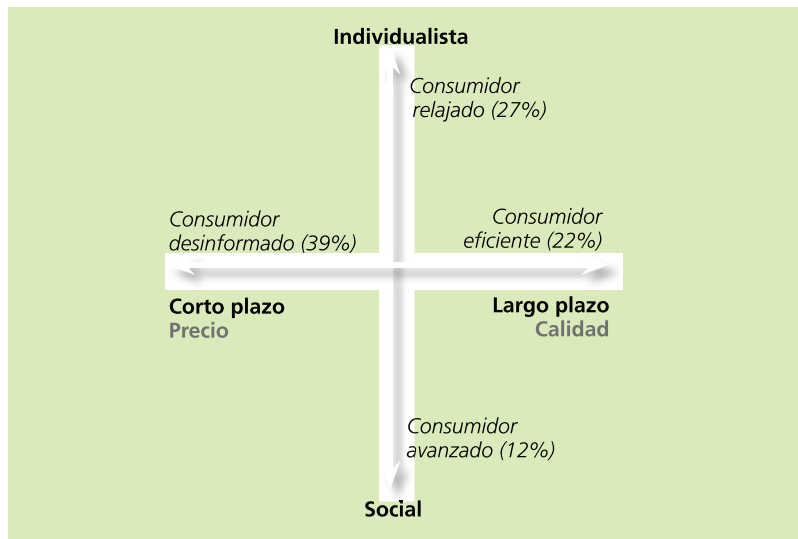 Individualista
Consumidor
relajado (27%)
Consumidor
desinformado (39%)
Consumidor
eficiente (22%)
Corto plazo
Precio
Largo plazo
Calidad
Consumidor
avanzado (12%)
Social